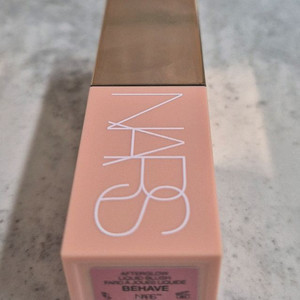 NARS
AFTERGLOW
LIQUID BLUSH
FARD À JOUES LIQUIDE
BEHAVE